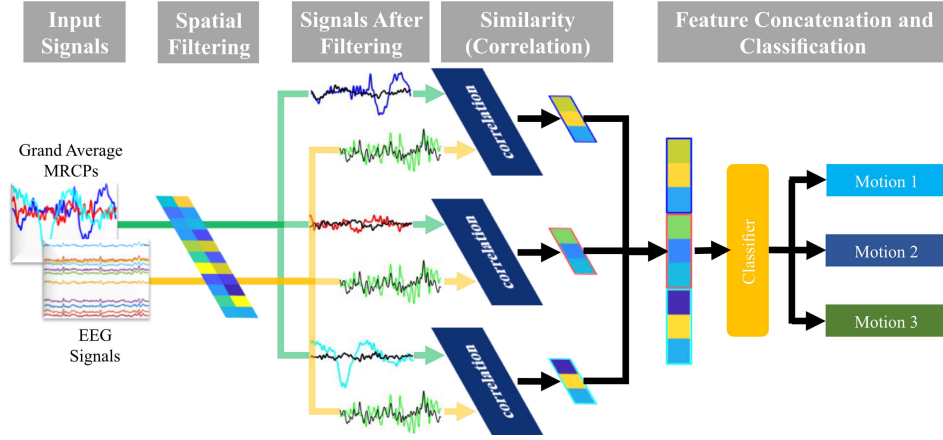 Input
Signals
Spatial
Filtering
Signals After
Filtering
Similarity
(Correlation)
Feature Concatenation and
Classification
Grand Average
MRCPs
EEG
Signals
correlation
correlation
correlation
Classifier
Motion 1
Motion 2
Motion 3